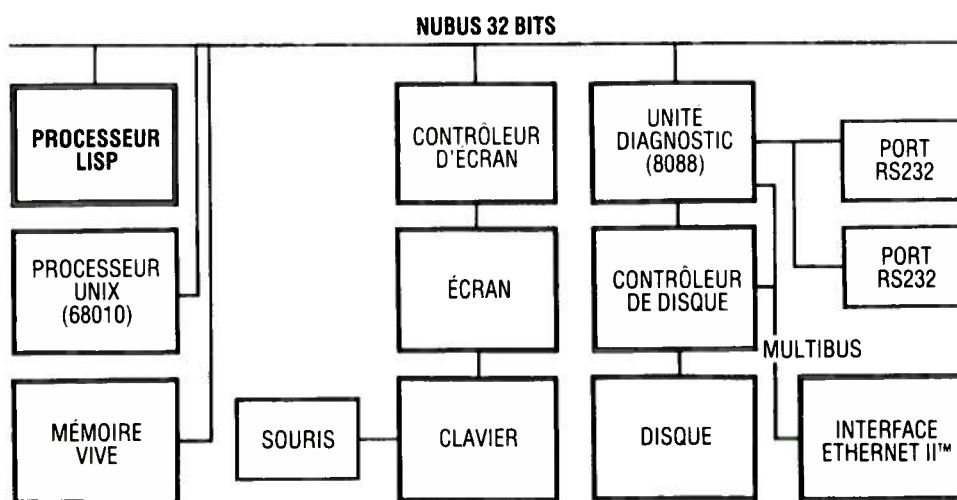 NUBUS 32 BITS
PROCESSEUR
LISP
CONTRÔLEUR
D'ÉCRAN
UNITÉ
DIAGNOSTIC
(8088)
PORT
RS232
PROCESSEUR
UNIX
(68010)
ÉCRAN
CONTRÔLEUR
DE DISQUE
PORT
RS232
MULTIBUS
MÉMOIRE
VIVE
SOURIS
CLAVIER
DISQUE
INTERFACE
ETHERNET II™